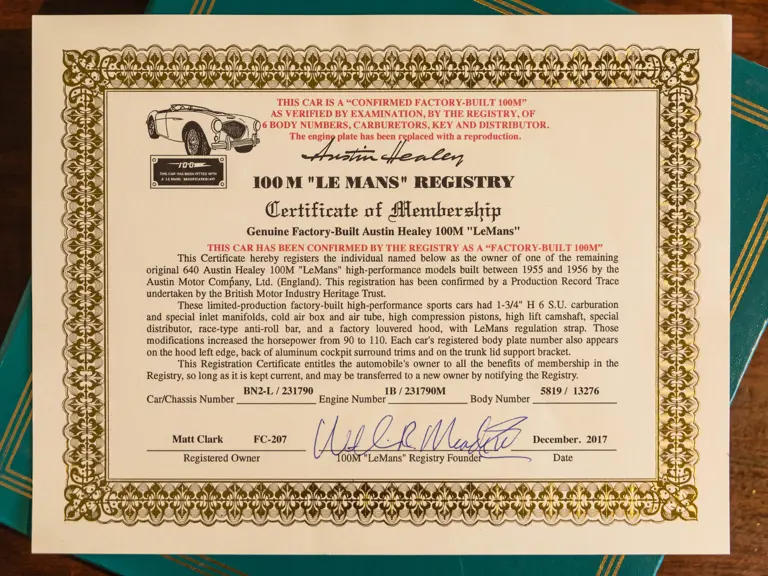 THIS CAR IS A “CONFIRMED FACTORY-BUILT 100M”
AS VERIFIED BY EXAMINATION, BY THE REGISTRY, OF
6 BODY NUMBERS, CARBURETORS, KEY AND DISTRIBUTOR.
The engine plate has been replaced with a reproduction.
Austin Healey
100
THIS CAR HAS BEEN FITTED WITH
A LE MANS MODIFICATION KIT
100 M "LE MANS" REGISTRY
Certificate of Membership
Genuine Factory-Built Austin Healey 100M "LeMans"
THIS CAR HAS BEEN CONFIRMED BY THE REGISTRY AS A “FACTORY-BUILT 100M”
This Certificate hereby registers the individual named below as the owner of one of the remaining
original 640 Austin Healey 100M "LeMans" high-performance models built between 1955 and 1956 by the
Austin Motor Company, Ltd. (England). This registration has been confirmed by a Production Record Trace
undertaken by the British Motor Industry Heritage Trust.
These limited-production factory-built high-performance sports cars had 1-3/4" H 6 S.U. carburation
and special inlet manifolds, cold air box and air tube, high compression pistons, high lift camshaft, special
distributor, race-type anti-roll bar, and a factory louvered hood, with LeMans regulation strap. Those
modifications increased the horsepower from 90 to 110. Each car's registered body plate number also appears
on the hood left edge, back of aluminum cockpit surround trims and on the trunk lid support bracket.
This Registration Certificate entitles the automobile's owner to all the benefits of membership in the
Registry, so long as it is kept current, and may be transferred to a new owner by notifying the Registry.
Car/Chassis Number BN2-L / 231790 Engine Number 1B / 231790M Body Number 5819 / 13276
Matt Clark FC-207 December. 2017
Registered Owner 100M "LeMans" Registry Founder Date